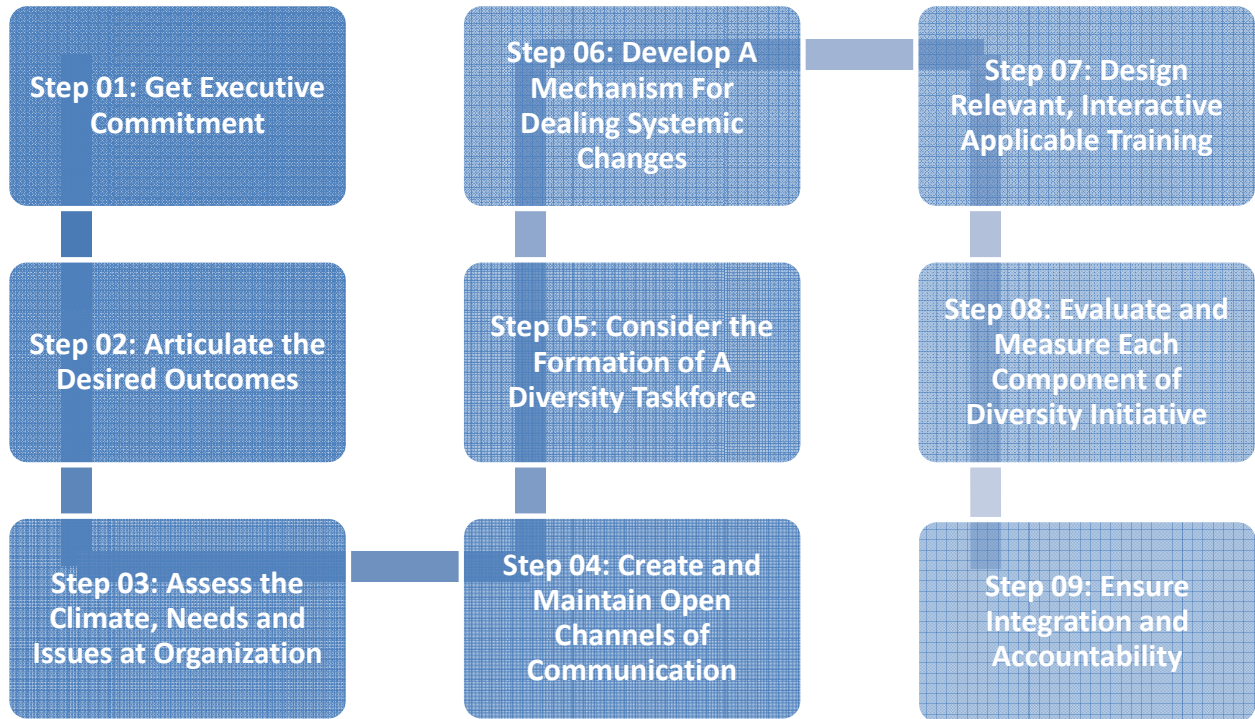 Step 01: Get Executive
Commitment
Step 02: Articulate the
Desired Outcomes
Step 03: Assess the
Climate, Needs and
Issues at Organization
Step 04: Create and
Maintain Open
Channels of
Communication
Step 05: Consider the
Formation of A
Diversity Taskforce
Step 06: Develop A
Mechanism For
Dealing Systemic
Changes
Step 07: Design
Relevant, Interactive
Applicable Training
Step 08: Evaluate and
Measure Each
Component of
Diversity Initiative
Step 09: Ensure
Integration and
Accountability